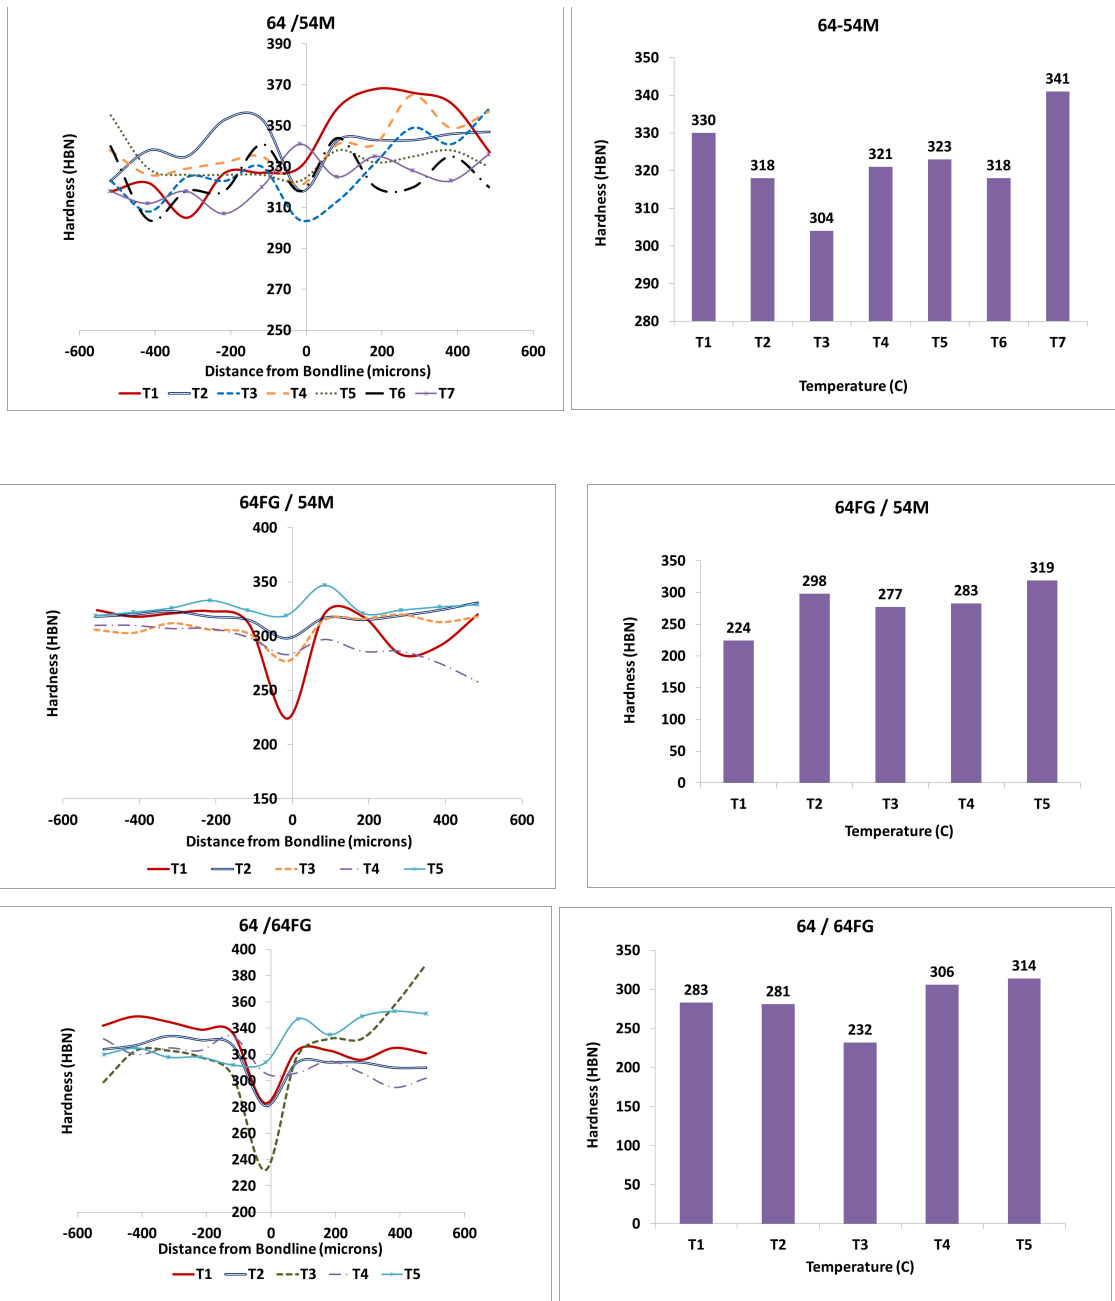 64 /54M
390
370
350
330
310
290
270
250
Hardness (HBN)
-600 -400 -200 0 200 400 600
Distance from Bondline (microns)
T1 T2 T3 T4 T5 T6 T7
64-54M
350
340
330
320
310
300
290
280
Hardness (HBN)
330 318 304 321 323 318 341
T1 T2 T3 T4 T5 T6 T7
Temperature (C)
64FG / 54M
400
350
300
250
200
150
Hardness (HBN)
-600 -400 -200 0 200 400 600
Distance from Bondline (microns)
T1 T2 T3 T4 T5
64FG / 54M
350
300
250
200
150
100
50
0
Hardness (HBN)
224 298 277 283 319
T1 T2 T3 T4 T5
Temperature (C)
64 /64FG
400
380
360
340
320
300
280
260
240
220
200
Hardness (HBN)
-600 -400 -200 0 200 400 600
Distance from Bondline (microns)
T1 T2 T3 T4 T5
64 / 64FG
350
300
250
200
150
100
50
0
Hardness (HBN)
283 281 232 306 314
T1 T2 T3 T4 T5
Temperature (C)